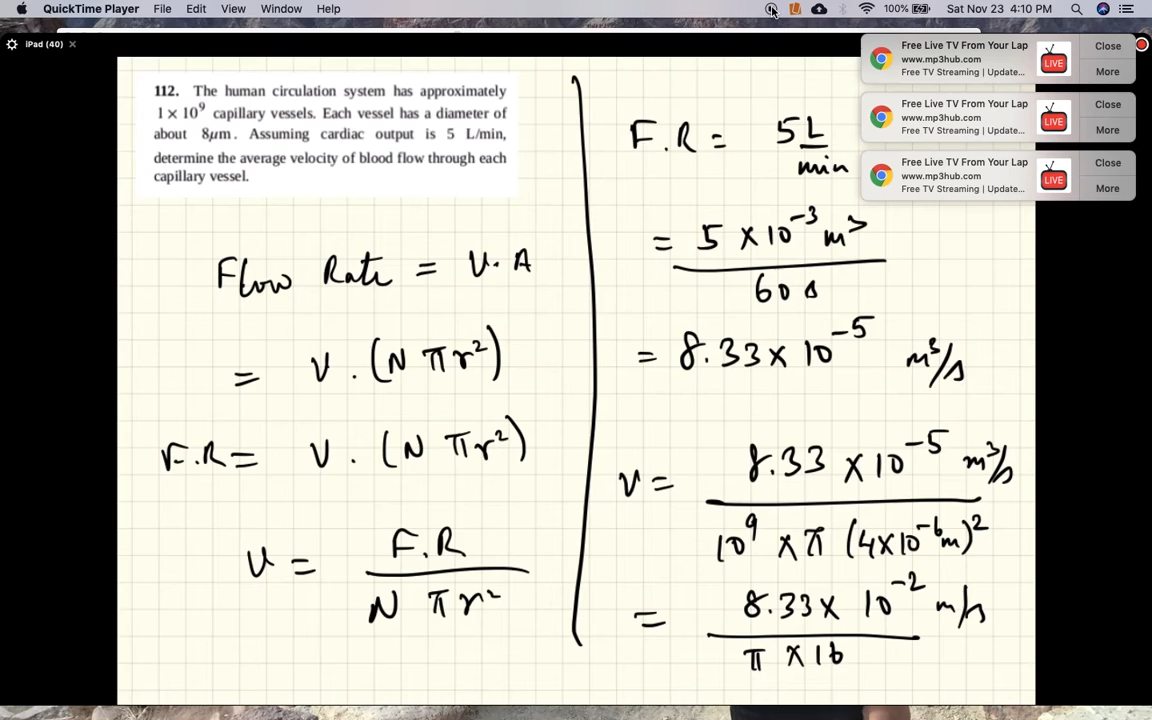 QuickTime Player File Edit View Window Help 100% Sat Nov 23 4:10 PM
iPad (40)
Free Live TV From Your Lap
www.mp3hub.com
Free TV Streaming | Update...
LIVE
Close
More
Free Live TV From Your Lap
www.mp3hub.com
Free TV Streaming | Update...
LIVE
Close
More
Free Live TV From Your Lap
www.mp3hub.com
Free TV Streaming | Update...
LIVE
Close
More
112. The human circulation system has approximately
1 × 10⁹ capillary vessels. Each vessel has a diameter of
about 8μm. Assuming cardiac output is 5 L/min,
determine the average velocity of blood flow through each
capillary vessel.
Flow Rate = v. A
= v . (N πr²)
F.R = v . (N πr²)
v = F.R
N πr²
F.R = 5 L
min
= 5 × 10⁻³ m³
60 s
= 8.33 × 10⁻⁵ m³/s
v = 8.33 × 10⁻⁵ m³/s
10⁹ × π (4×10⁻⁶m)²
= 8.33 × 10⁻² m/s
π × 16